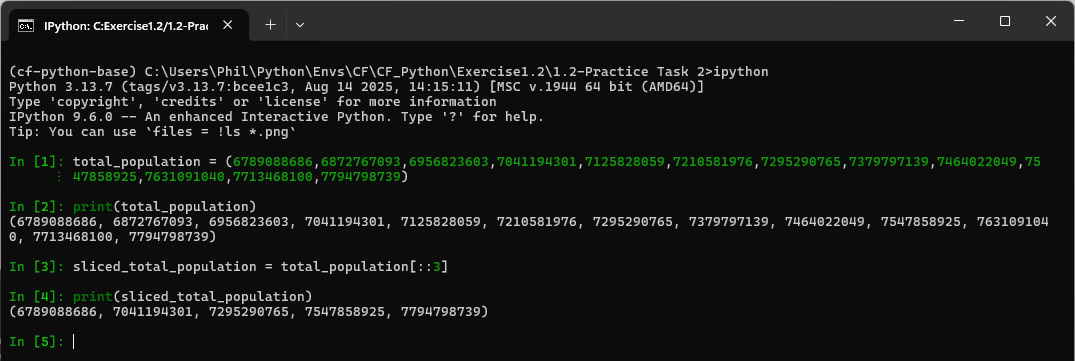 IPython: C:Exercise1.2/1.2-Prac
(cf-python-base) C:\Users\Phil\Python\Envs\CF\CF_Python\Exercise1.2\1.2-Practice Task 2>ipython
Python 3.13.7 (tags/v3.13.7:bcee1c3, Aug 14 2025, 14:15:11) [MSC v.1944 64 bit (AMD64)]
Type 'copyright', 'credits' or 'license' for more information
IPython 9.6.0 -- An enhanced Interactive Python. Type '?' for help.
Tip: You can use `files = !ls *.png`
In [1]: total_population = (6789088686,6872767093,6956823603,7041194301,7125828059,7210581976,7295290765,7379797139,7464022049,75
⋮ 47858925,7631091040,7713468100,7794798739)
In [2]: print(total_population)
(6789088686, 6872767093, 6956823603, 7041194301, 7125828059, 7210581976, 7295290765, 7379797139, 7464022049, 7547858925, 763109104
0, 7713468100, 7794798739)
In [3]: sliced_total_population = total_population[::3]
In [4]: print(sliced_total_population)
(6789088686, 7041194301, 7295290765, 7547858925, 7794798739)
In [5]: